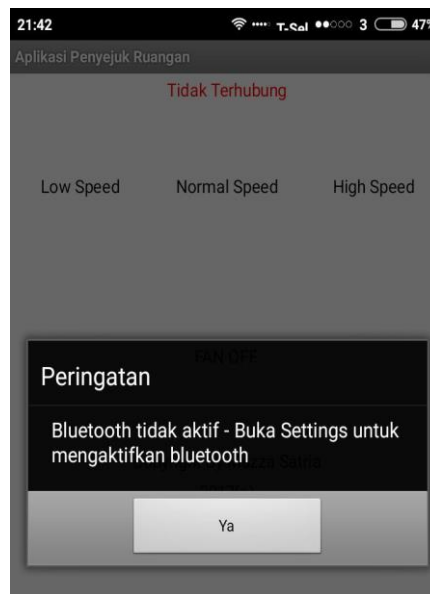 21:42 T-Sel 3 47%
Aplikasi Penyejuk Ruangan
Tidak Terhubung
Low Speed Normal Speed High Speed
FAN OFF
Peringatan
Bluetooth tidak aktif - Buka Settings untuk
mengaktifkan bluetooth
Ya